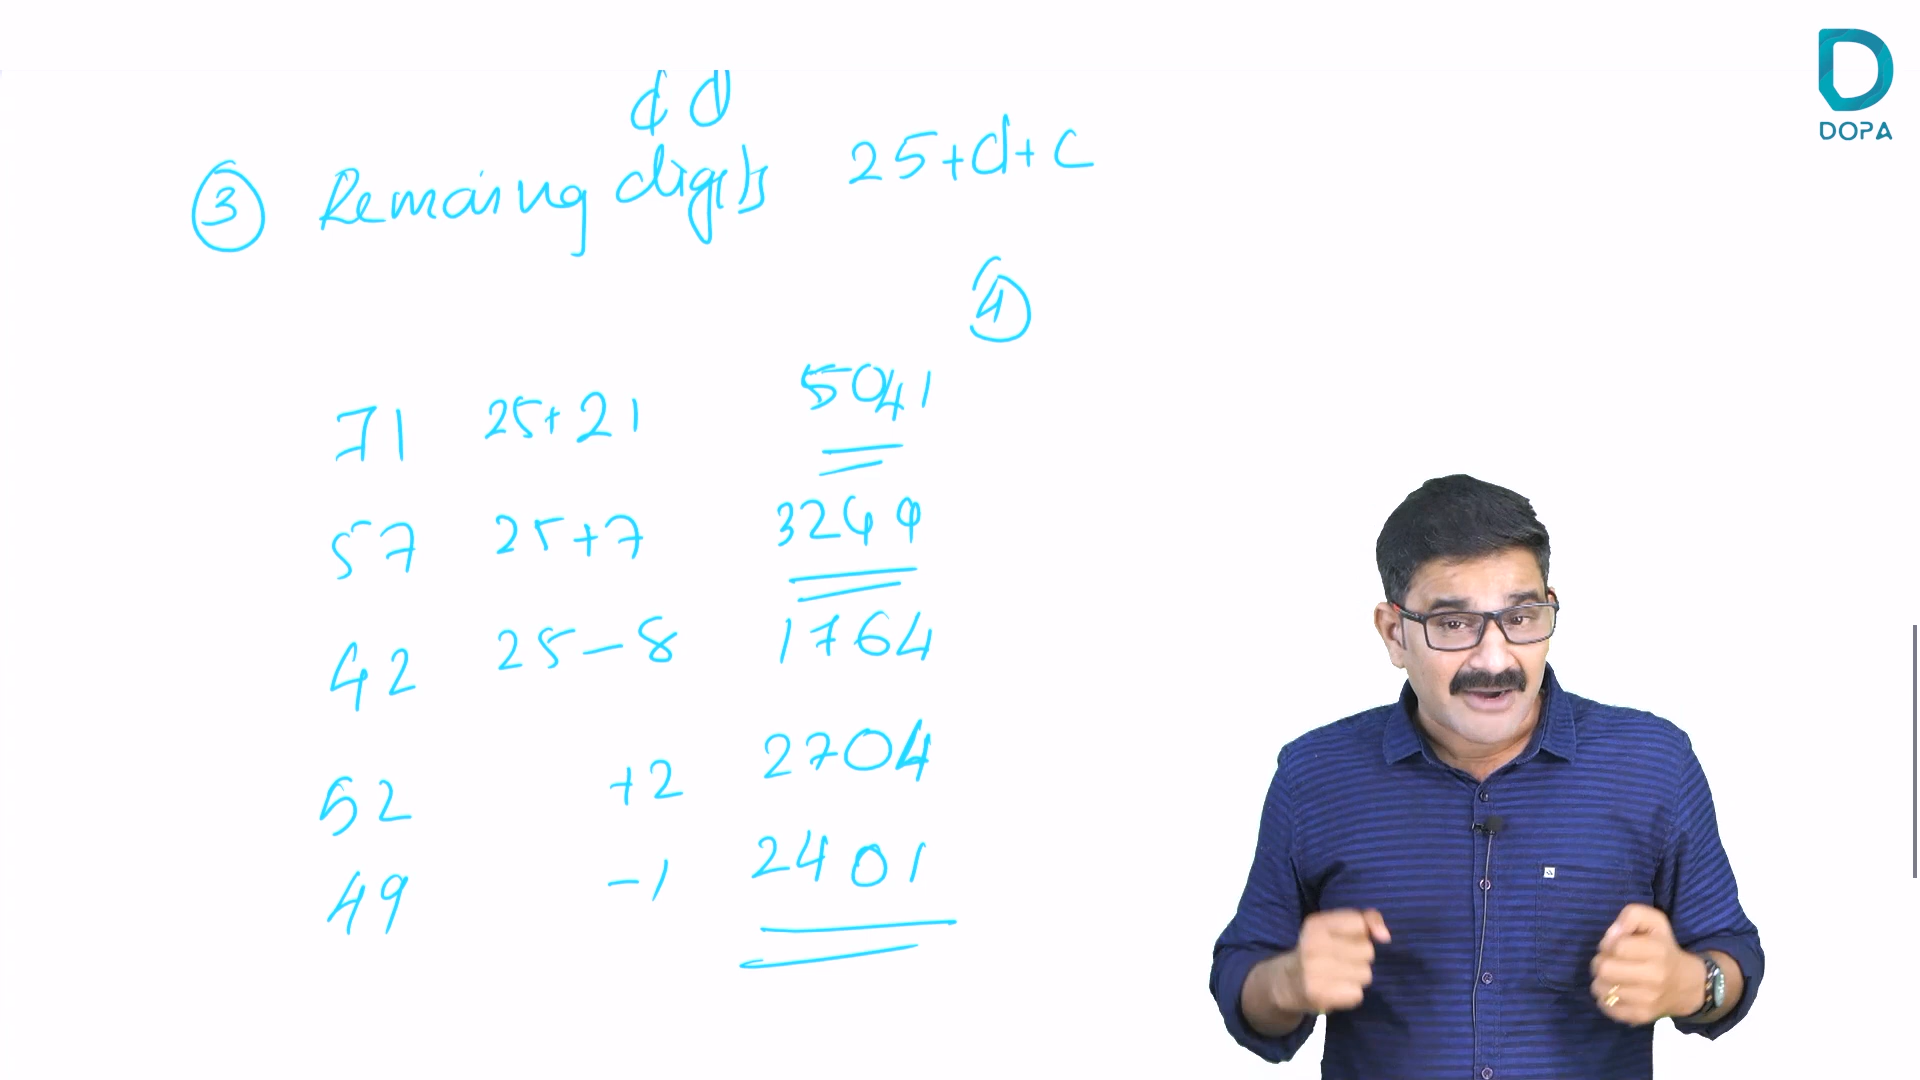 DOPA
c d
③ Remaining digits 25+d+c
④
71 25+21 5041
57 25+7 3249
42 25-8 1764
52 +2 2704
49 -1 2401